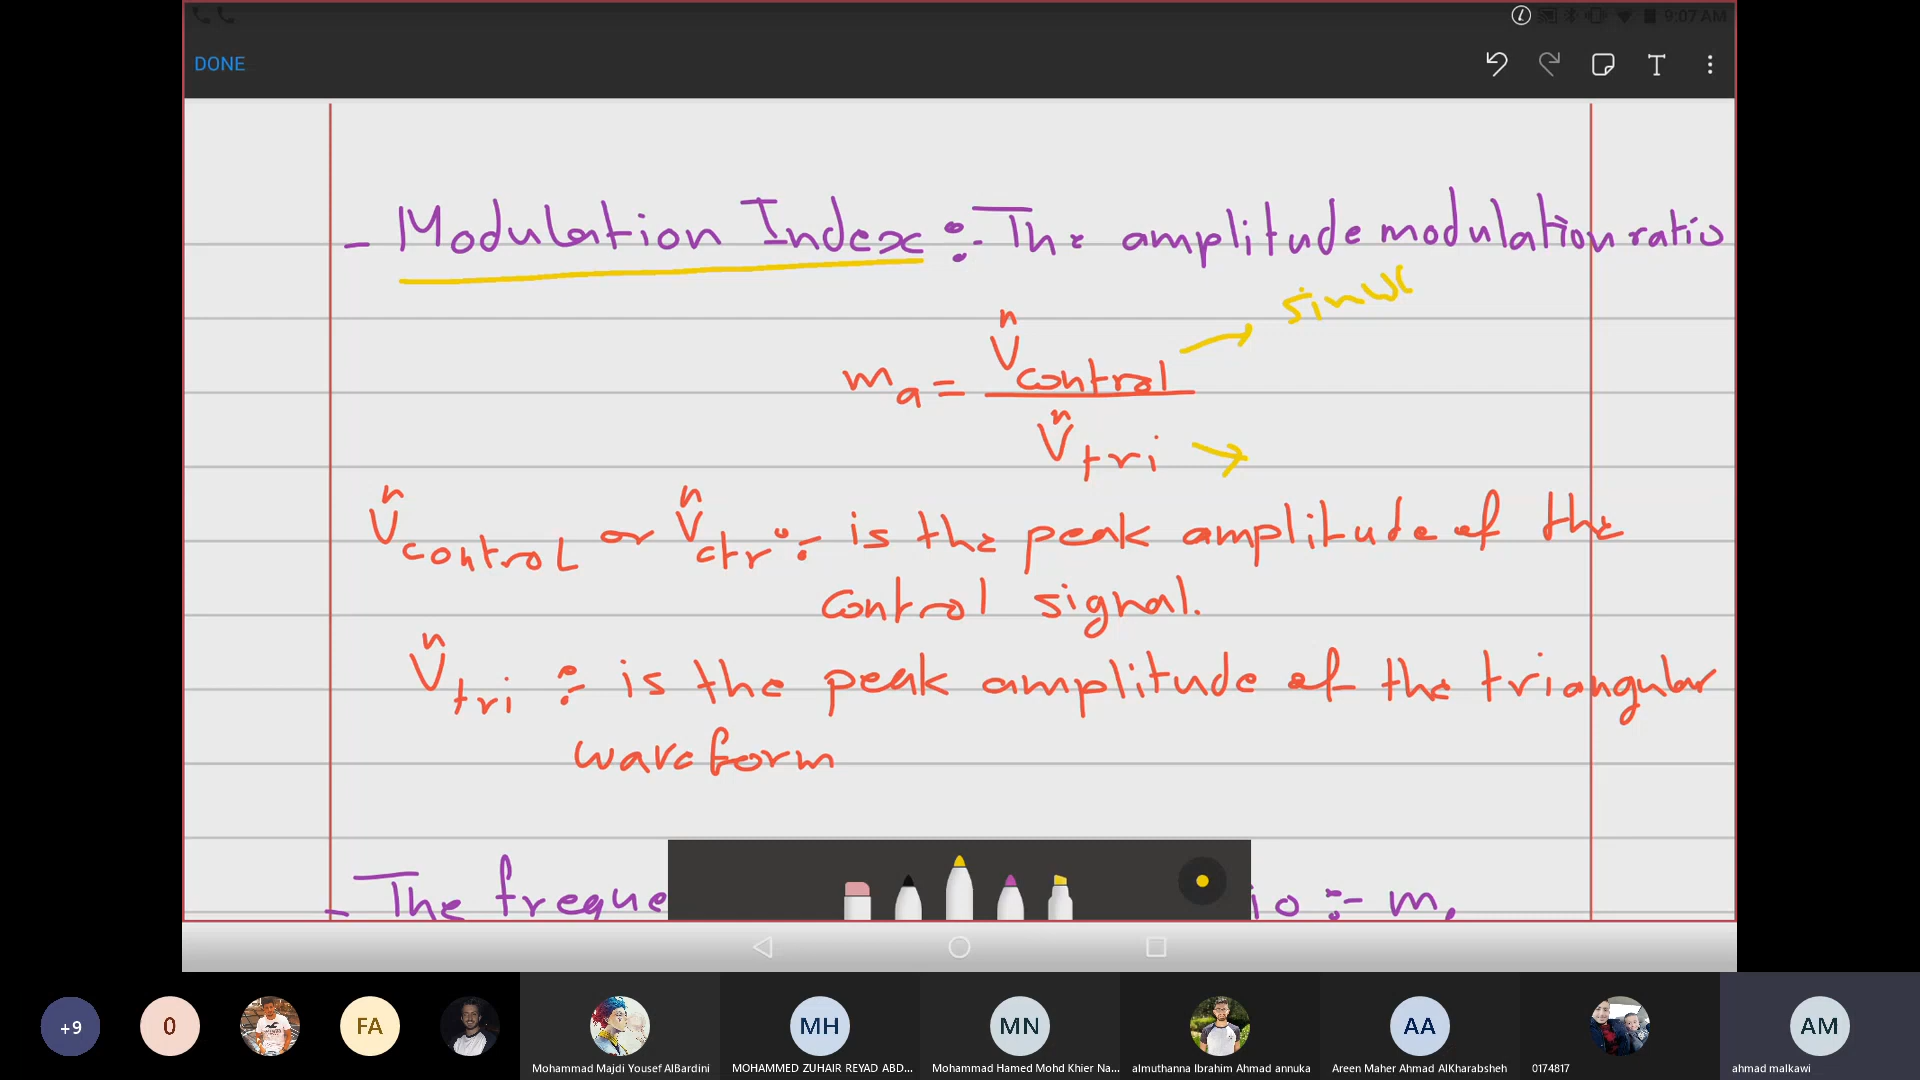 9:07 AM
DONE
T
- Modulation Index :- The amplitude modulation ratio
sinus
ma = V̂control / V̂tri
V̂control or V̂ctr :- is the peak amplitude of the
control signal.
V̂tri :- is the peak amplitude of the triangular
waveform
- The freque io :- m
+9
0
FA
MH
MN
AA
AM
Mohammad Majdi Yousef AlBardini
MOHAMMED ZUHAIR REYAD ABD...
Mohammad Hamed Mohd Khier Na...
almuthanna Ibrahim Ahmad annuka
Areen Maher Ahmad AlKharabsheh
0174817
ahmad malkawi